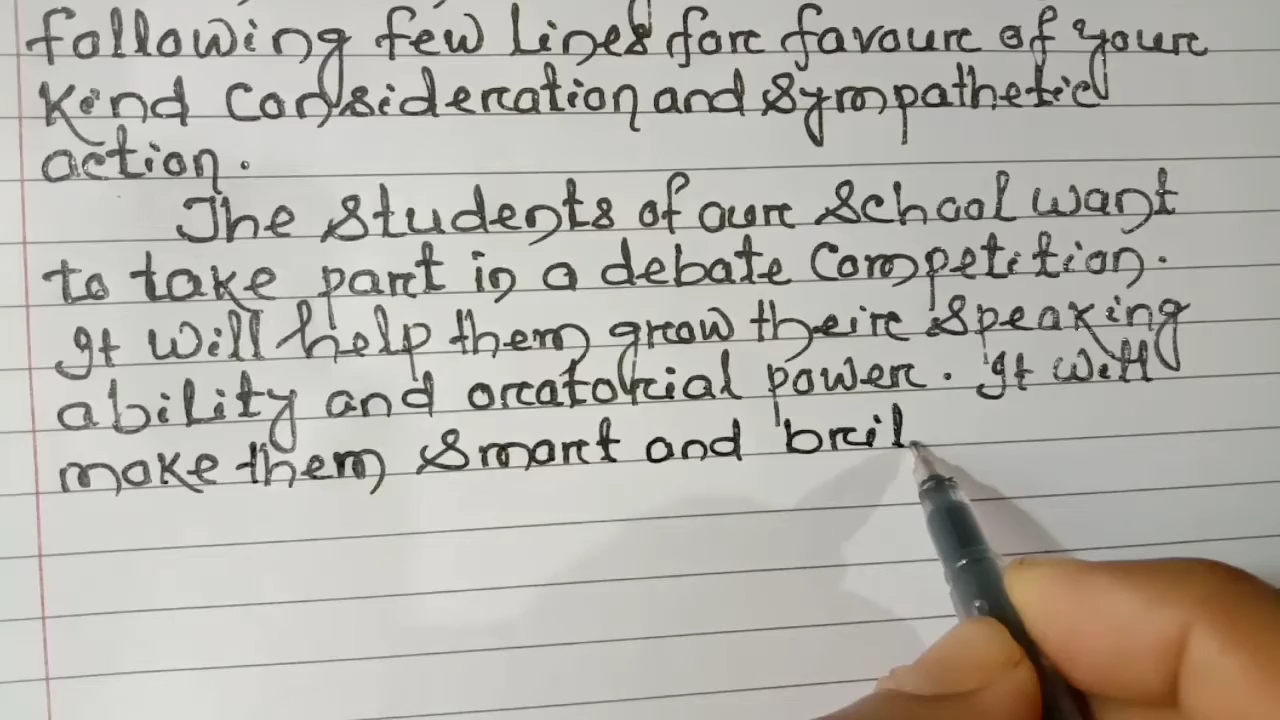 following few lines for favour of your
kind consideration and sympathetic
action.
The students of our school want
to take part in a debate competition.
It will help them grow their speaking
ability and oratorial power. It will
make them smart and bril